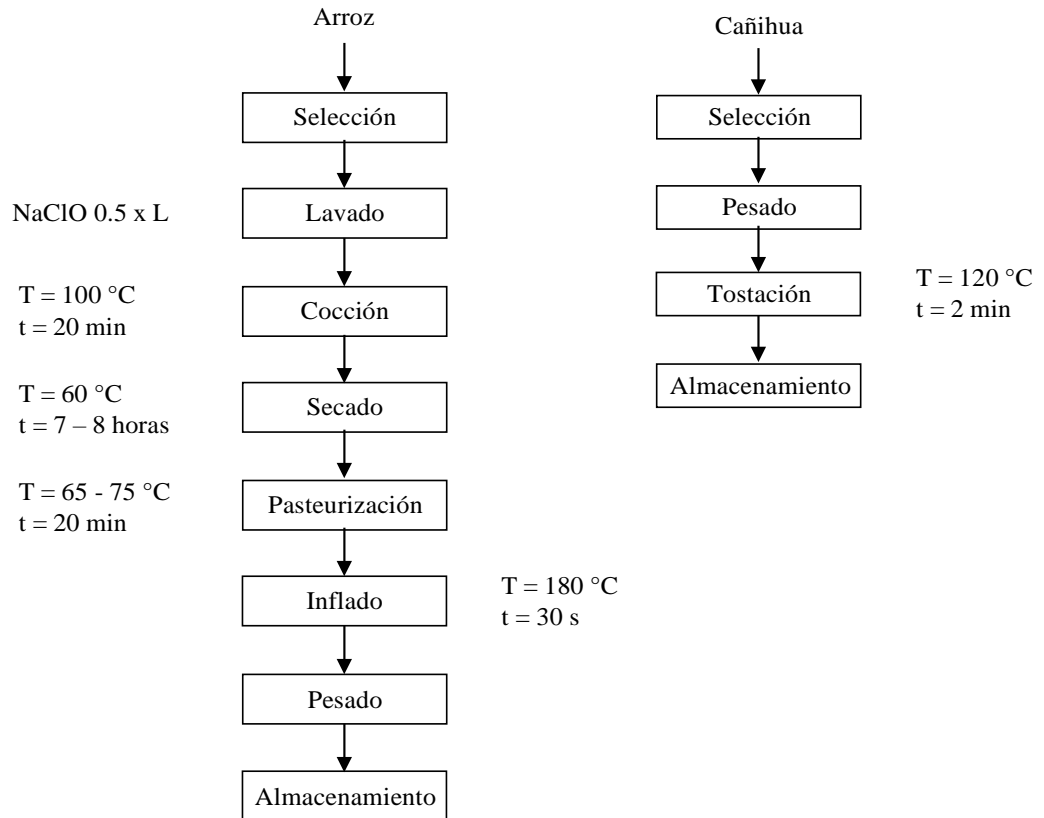 Arroz
Selección
NaClO 0.5 x L
Lavado
T = 100 °C
t = 20 min
Cocción
T = 60 °C
t = 7 – 8 horas
Secado
T = 65 - 75 °C
t = 20 min
Pasteurización
Inflado
T = 180 °C
t = 30 s
Pesado
Almacenamiento
Cañihua
Selección
Pesado
Tostación
T = 120 °C
t = 2 min
Almacenamiento